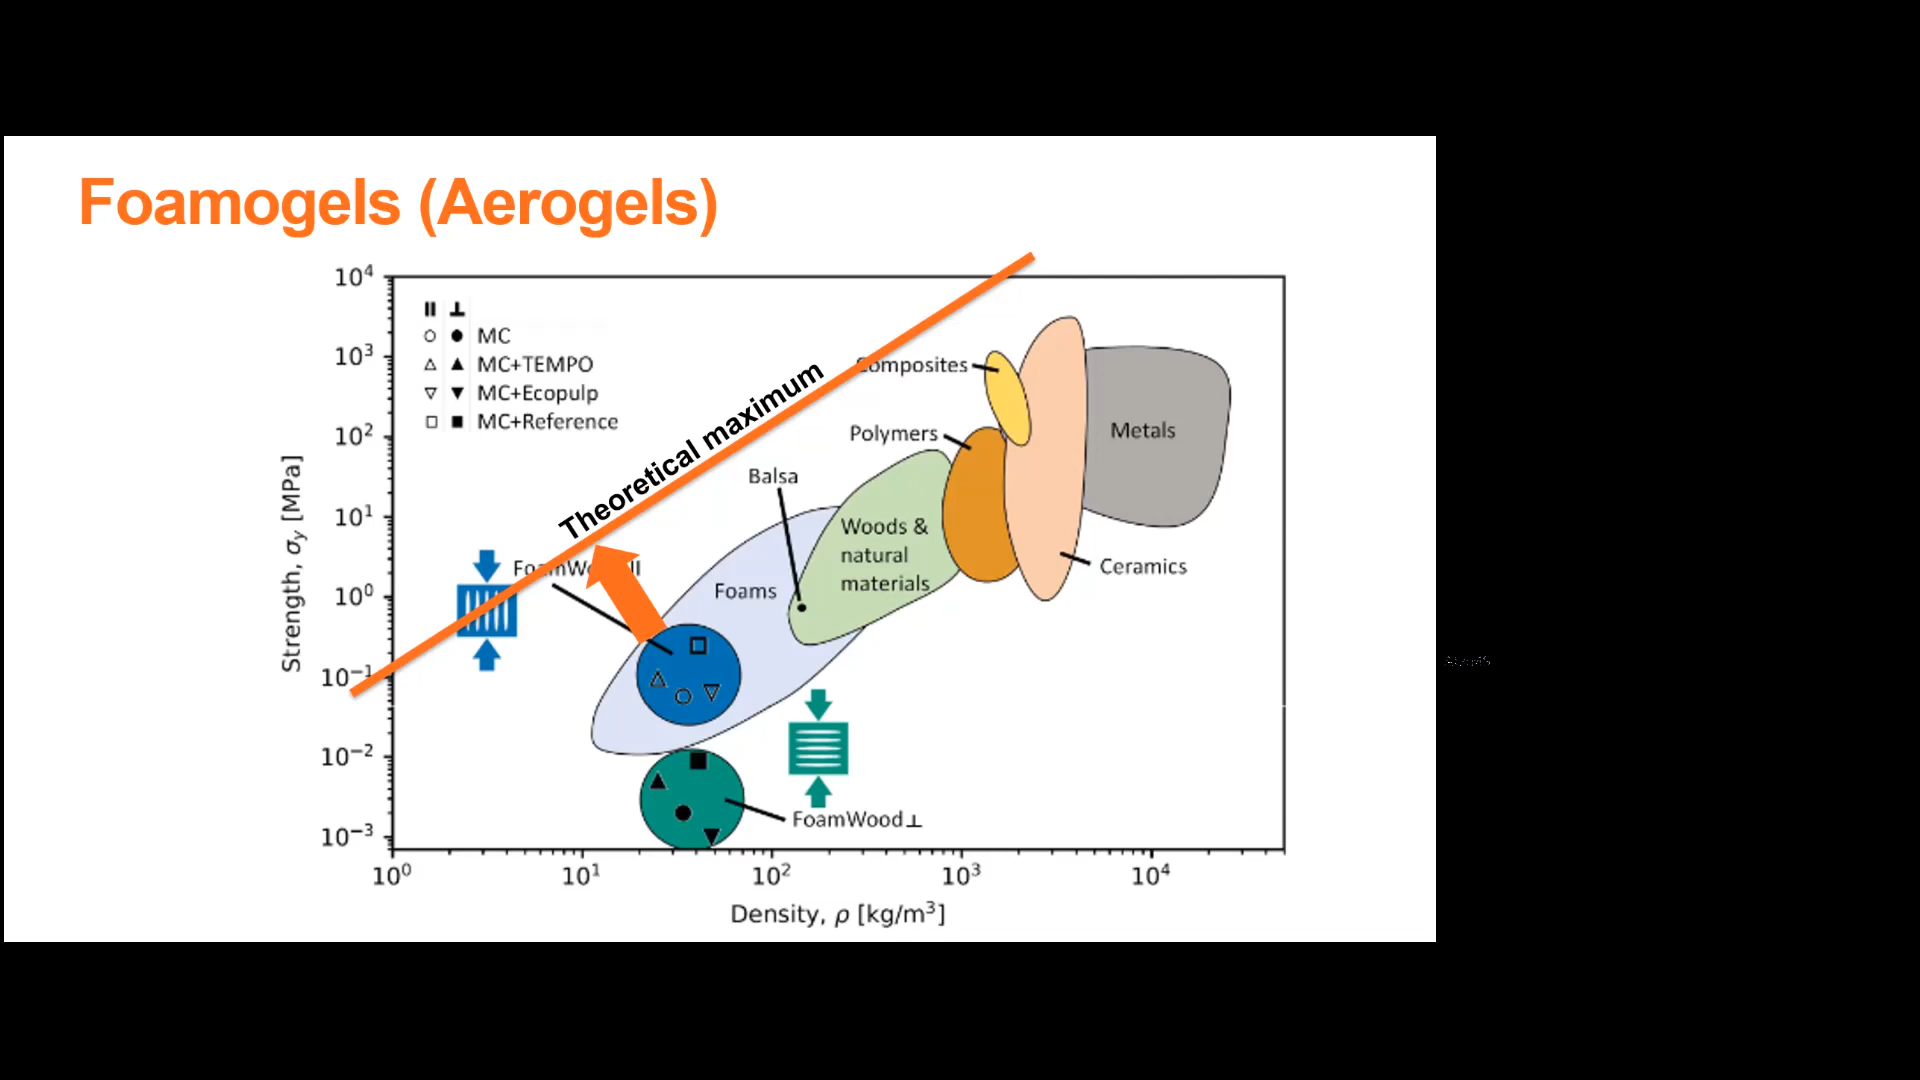 Foamogels (Aerogels)
10⁴
10³
10²
10¹
10⁰
10⁻¹
10⁻²
10⁻³
Strength, σy [MPa]
|| ⊥
MC
MC+TEMPO
MC+Ecopulp
MC+Reference
Theoretical maximum
Composites
Polymers
Metals
Balsa
Woods &
natural
materials
Ceramics
Foams
FoamWood⊥
10⁰ 10¹ 10² 10³ 10⁴
Density, ρ [kg/m³]